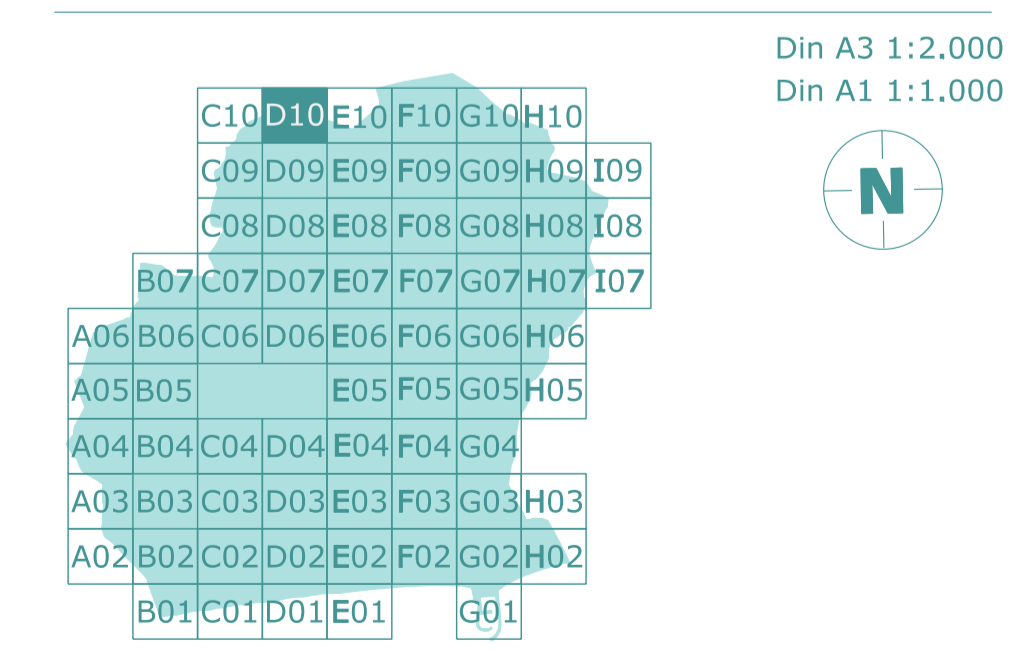 Din A3 1:2.000
Din A1 1:1.000
N
C10 D10 E10 F10 G10 H10
C09 D09 E09 F09 G09 H09 I09
C08 D08 E08 F08 G08 H08 I08
B07 C07 D07 E07 F07 G07 H07 I07
A06 B06 C06 D06 E06 F06 G06 H06
A05 B05 E05 F05 G05 H05
A04 B04 C04 D04 E04 F04 G04
A03 B03 C03 D03 E03 F03 G03 H03
A02 B02 C02 D02 E02 F02 G02 H02
B01 C01 D01 E01 G01